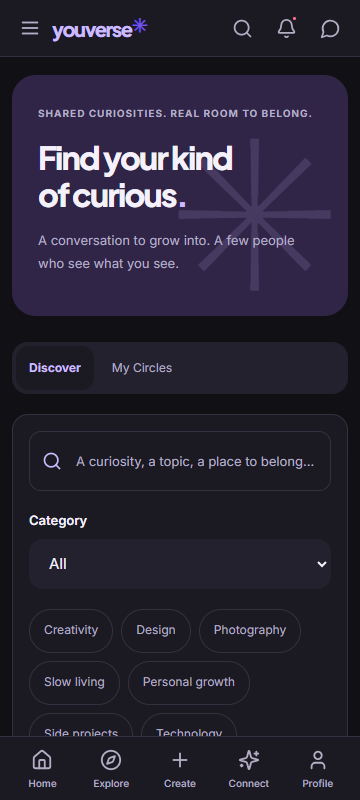 youverse
SHARED CURIOSITIES. REAL ROOM TO BELONG.
Find your kind
of curious.
A conversation to grow into. A few people
who see what you see.
Discover
My Circles
A curiosity, a topic, a place to belong...
Category
All
Creativity
Design
Photography
Slow living
Personal growth
Side projects
Technology
Home
Explore
Create
Connect
Profile